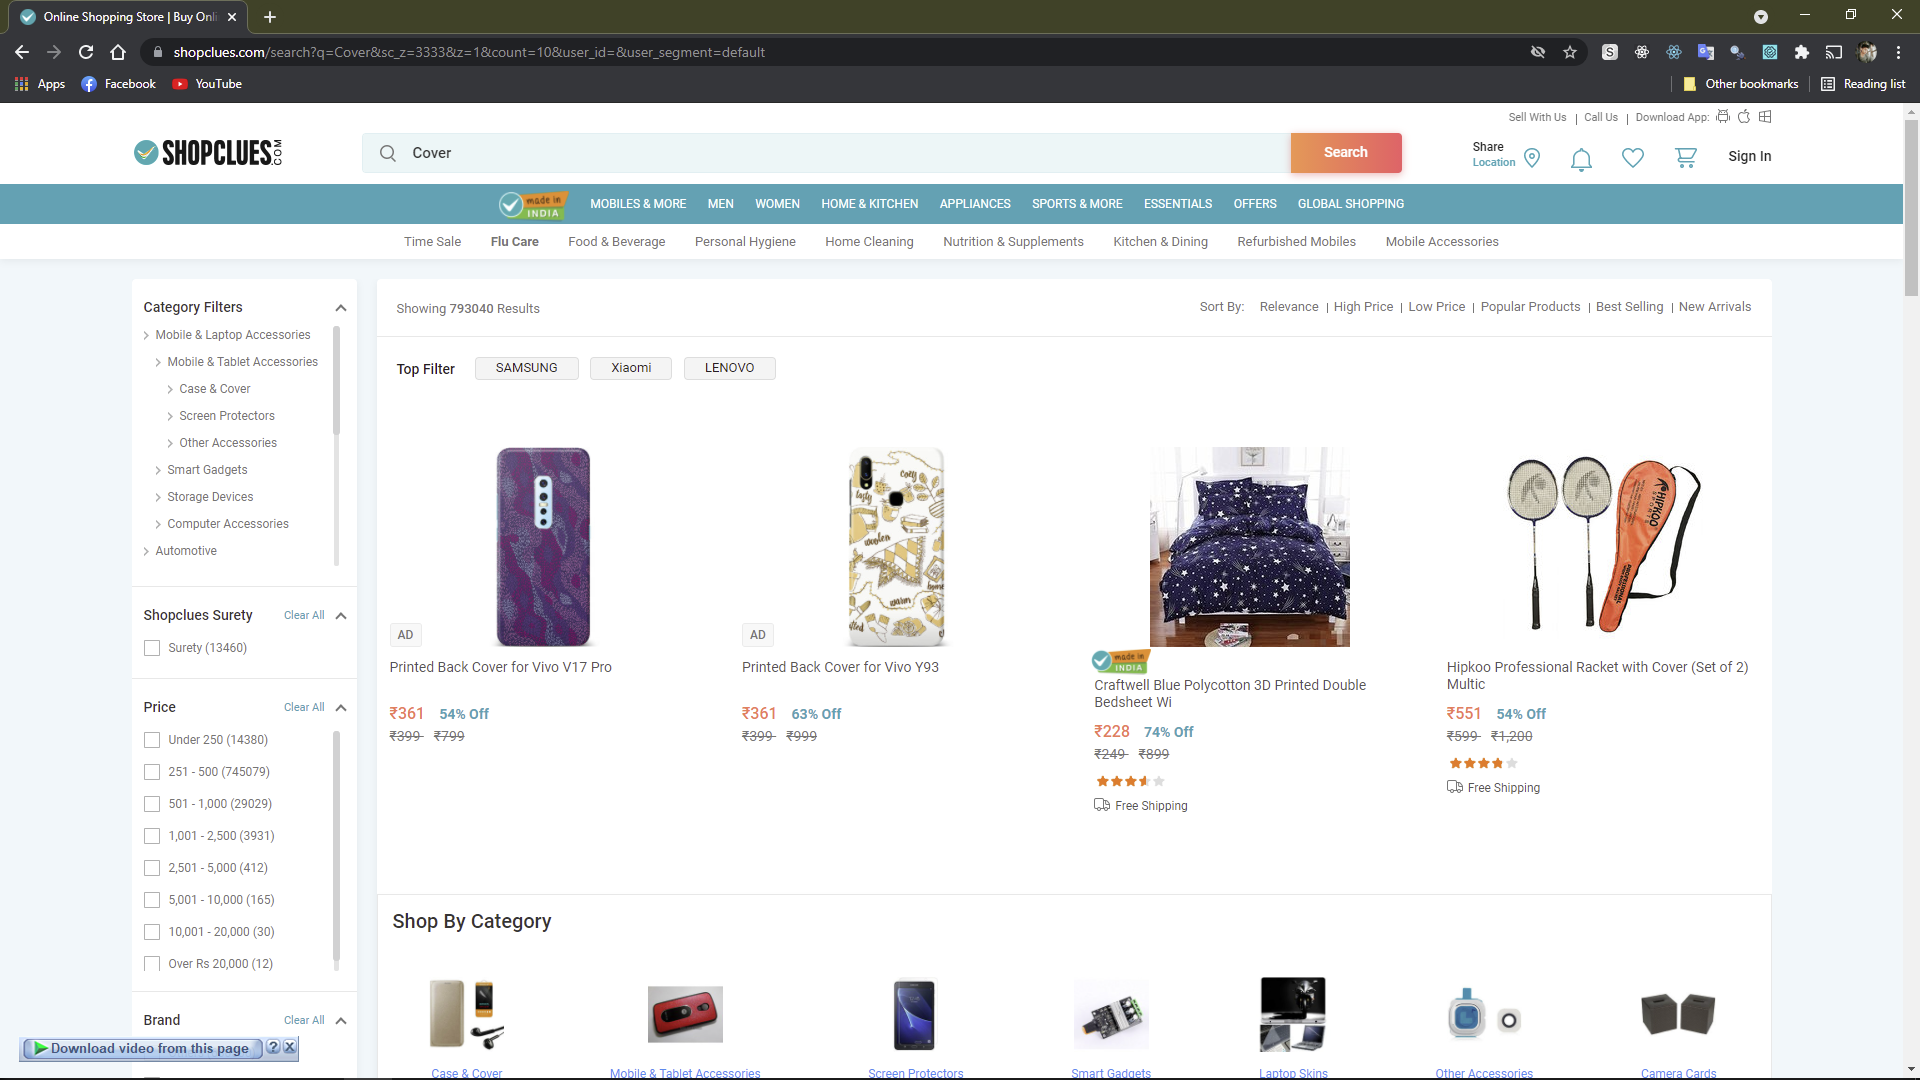 Online Shopping Store | Buy Onli
shopclues.com/search?q=Cover&sc_z=3333&z=1&count=10&user_id=&user_segment=default
Apps
Facebook
YouTube
Other bookmarks
Reading list
Sell With Us | Call Us | Download App:
SHOPCLUES.COM
Cover
Search
Share
Location
Sign In
made in
INDIA
MOBILES & MORE
MEN
WOMEN
HOME & KITCHEN
APPLIANCES
SPORTS & MORE
ESSENTIALS
OFFERS
GLOBAL SHOPPING
Time Sale
Flu Care
Food & Beverage
Personal Hygiene
Home Cleaning
Nutrition & Supplements
Kitchen & Dining
Refurbished Mobiles
Mobile Accessories
Category Filters
Mobile & Laptop Accessories
Mobile & Tablet Accessories
Case & Cover
Screen Protectors
Other Accessories
Smart Gadgets
Storage Devices
Computer Accessories
Automotive
Shopclues Surety
Clear All
Surety (13460)
Price
Clear All
Under 250 (14380)
251 - 500 (745079)
501 - 1,000 (29029)
1,001 - 2,500 (3931)
2,501 - 5,000 (412)
5,001 - 10,000 (165)
10,001 - 20,000 (30)
Over Rs 20,000 (12)
Brand
Clear All
Download video from this page
Showing 793040 Results
Sort By: Relevance | High Price | Low Price | Popular Products | Best Selling | New Arrivals
Top Filter
SAMSUNG
Xiaomi
LENOVO
AD
Printed Back Cover for Vivo V17 Pro
₹361 54% Off
₹399 ₹799
cozy
tasty
woolen
warm
AD
Printed Back Cover for Vivo Y93
₹361 63% Off
₹399 ₹999
made in
INDIA
Craftwell Blue Polycotton 3D Printed Double
Bedsheet Wi
₹228 74% Off
₹249 ₹899
Free Shipping
HIPKOO
PROFESSIONAL
Hipkoo Professional Racket with Cover (Set of 2)
Multic
₹551 54% Off
₹599 ₹1,200
Free Shipping
Shop By Category
Case & Cover
Mobile & Tablet Accessories
Screen Protectors
Smart Gadgets
Laptop Skins
Other Accessories
Camera Cards